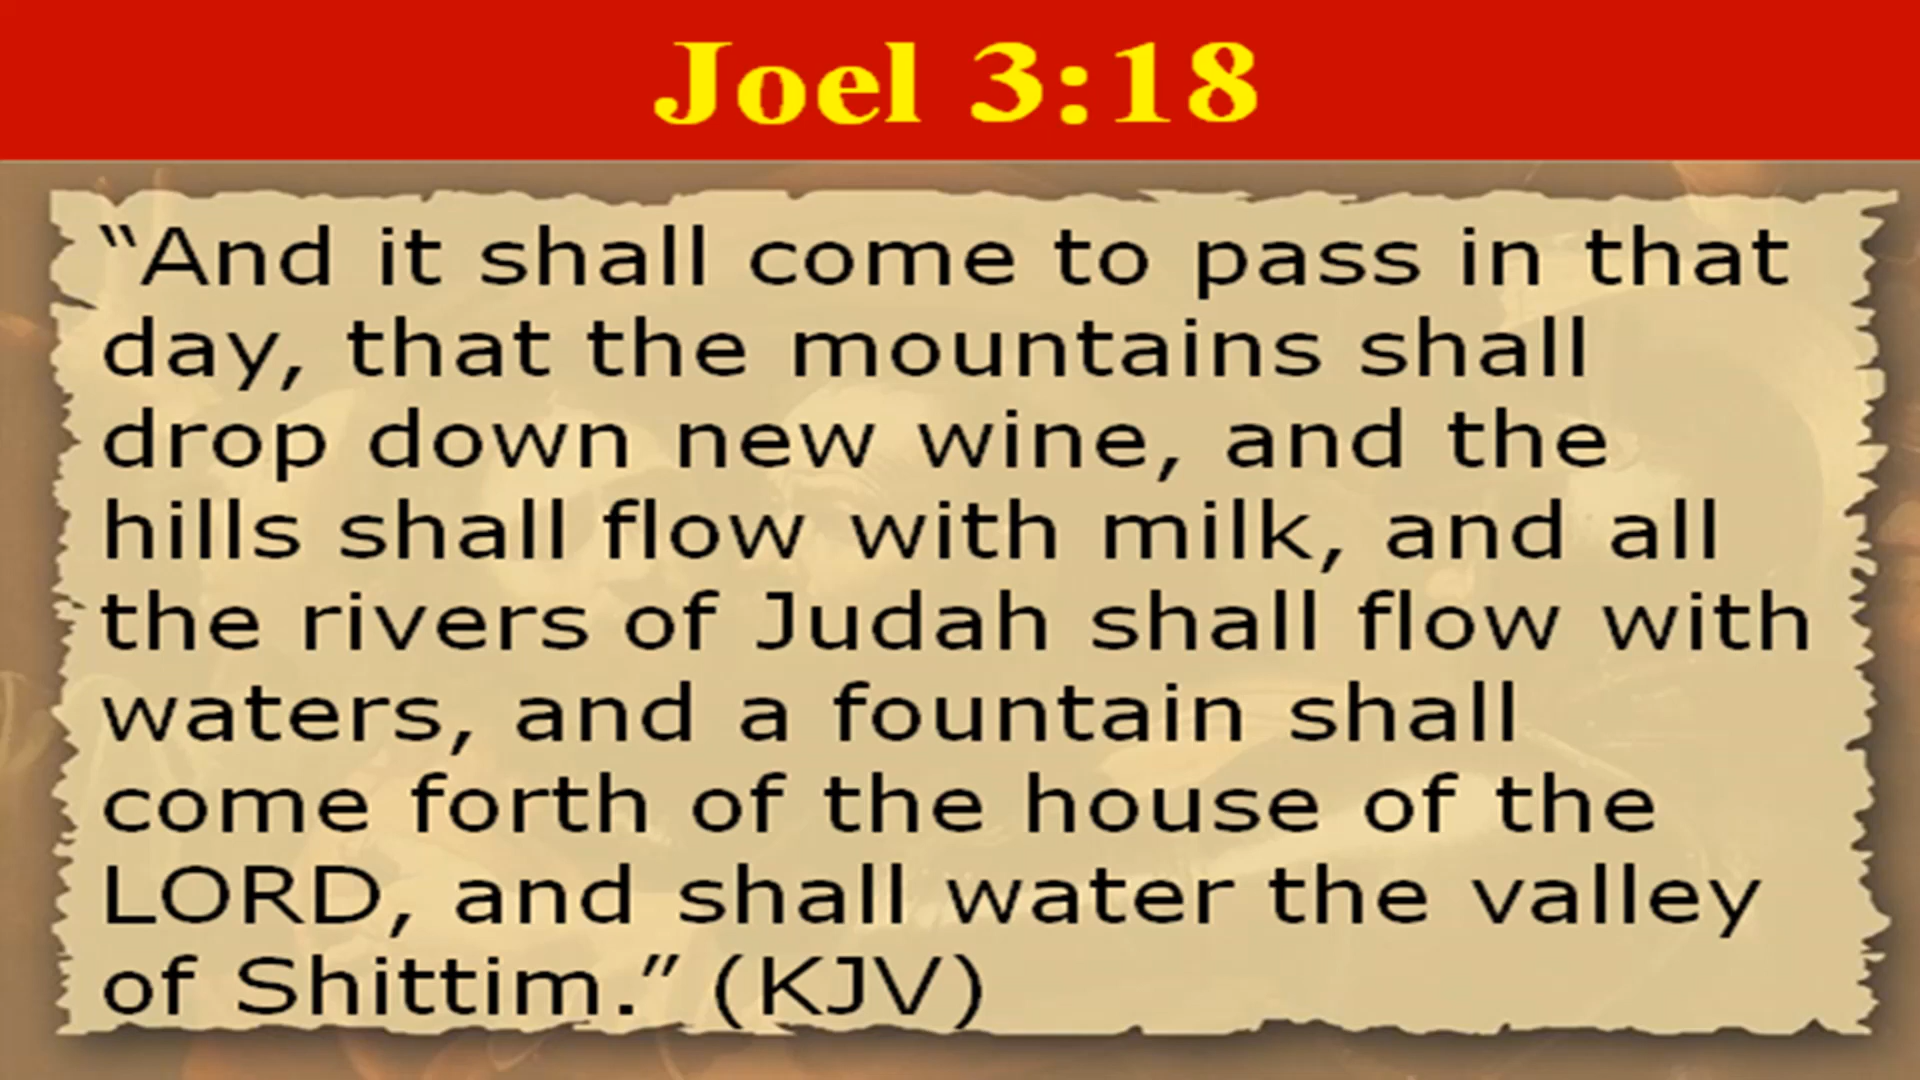 Joel 3:18
“And it shall come to pass in that
day, that the mountains shall
drop down new wine, and the
hills shall flow with milk, and all
the rivers of Judah shall flow with
waters, and a fountain shall
come forth of the house of the
LORD, and shall water the valley
of Shittim.” (KJV)